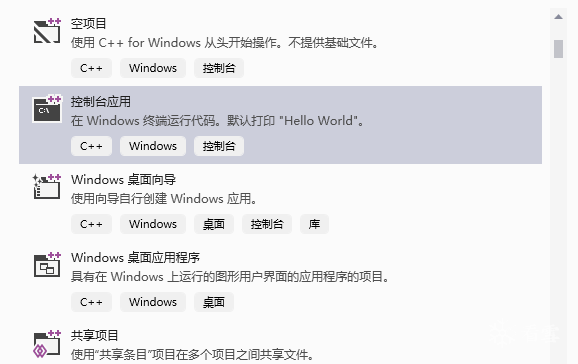 空项目
使用 C++ for Windows 从头开始操作。不提供基础文件。
C++ Windows 控制台
控制台应用
在 Windows 终端运行代码。默认打印 "Hello World"。
C++ Windows 控制台
Windows 桌面向导
使用向导自行创建 Windows 应用。
C++ Windows 桌面 控制台 库
Windows 桌面应用程序
具有在 Windows 上运行的图形用户界面的应用程序的项目。
C++ Windows 桌面
共享项目
使用“共享条目”项目在多个项目之间共享文件。